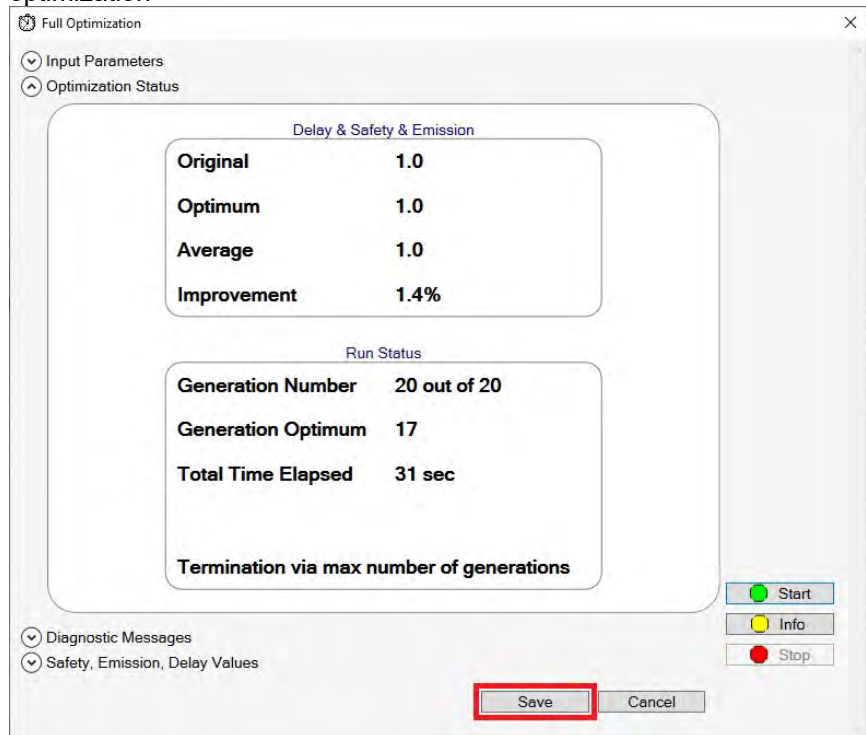 optimization
Full Optimization
Input Parameters
Optimization Status
Delay & Safety & Emission
Original 1.0
Optimum 1.0
Average 1.0
Improvement 1.4%
Run Status
Generation Number 20 out of 20
Generation Optimum 17
Total Time Elapsed 31 sec
Termination via max number of generations
Start
Info
Diagnostic Messages
Stop
Safety, Emission, Delay Values
Save Cancel